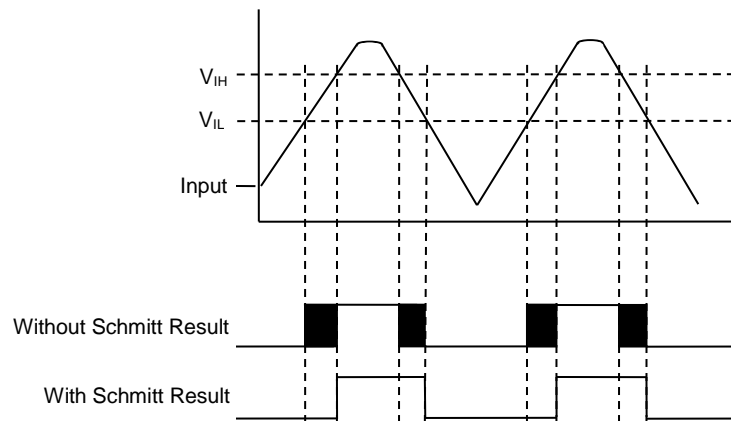 VIH
VIL
Input
Without Schmitt Result
With Schmitt Result